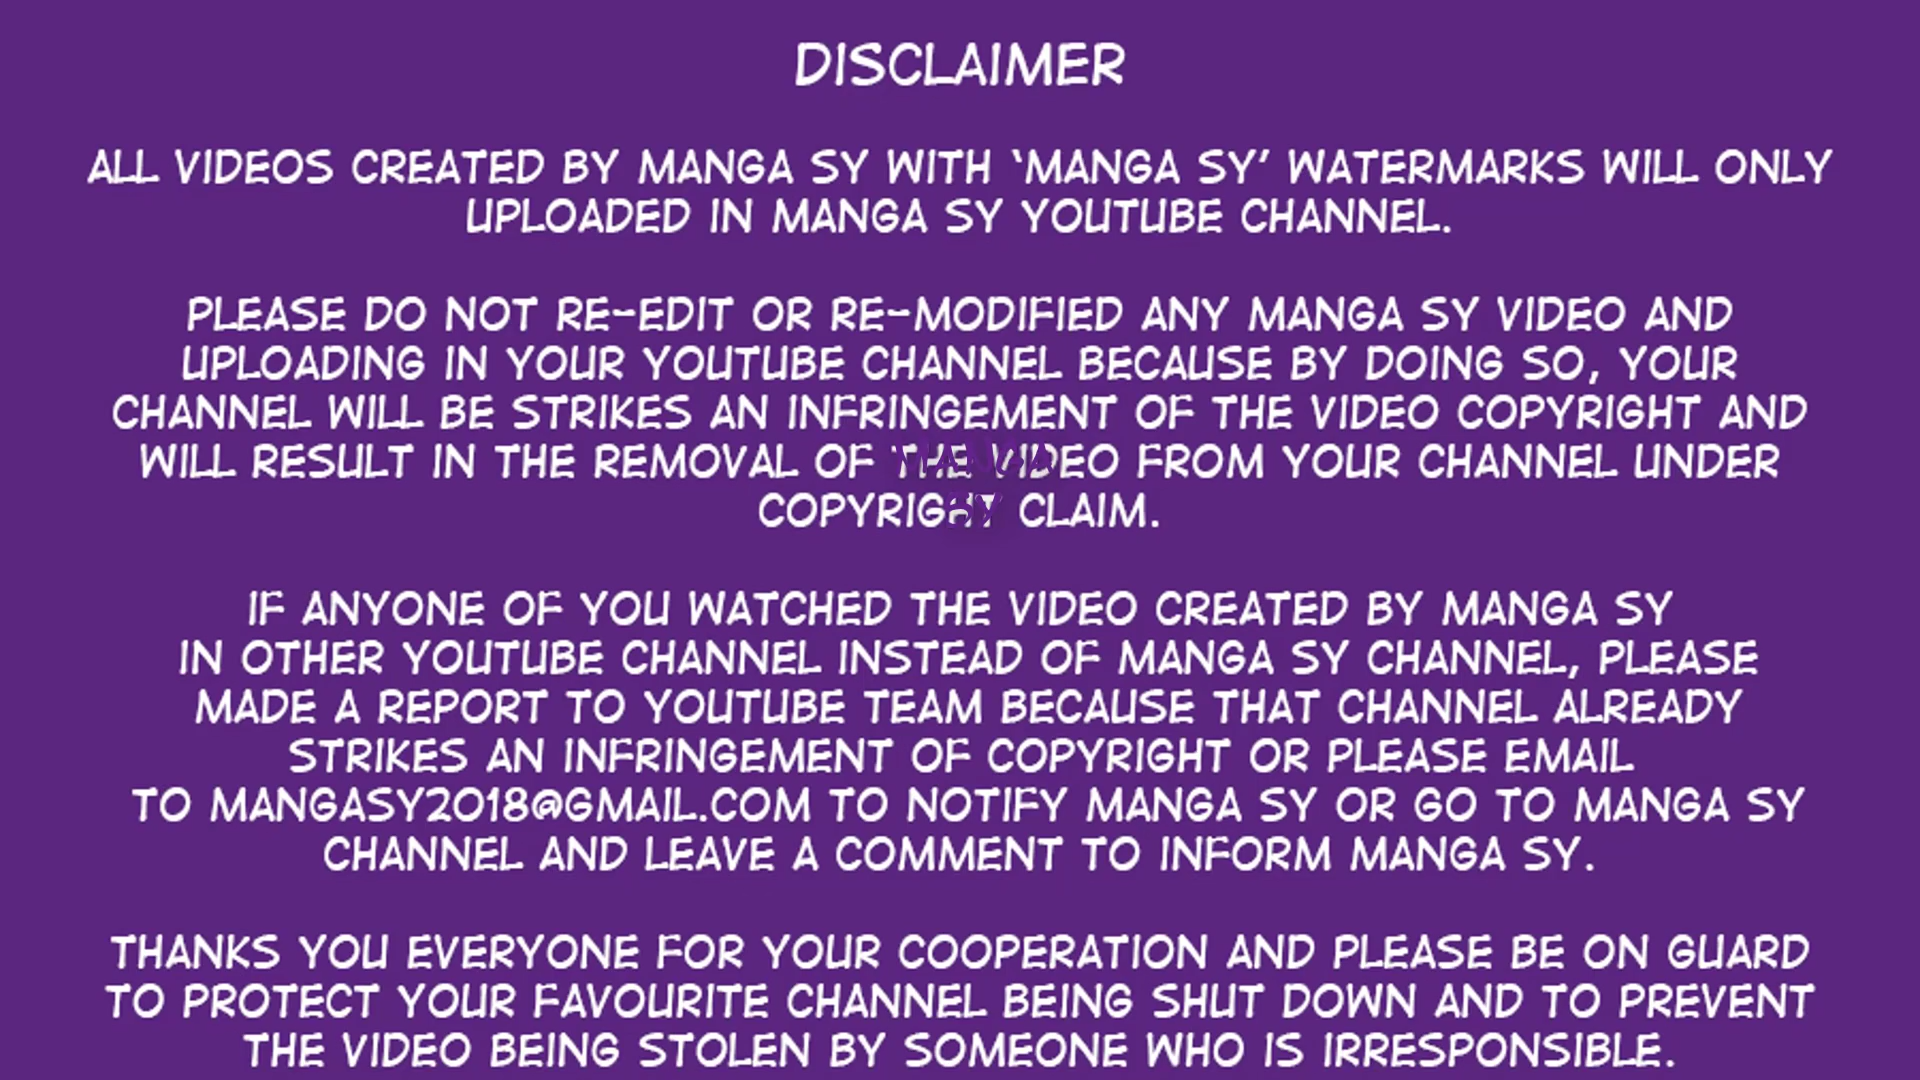 DISCLAIMER
ALL VIDEOS CREATED BY MANGA SY WITH 'MANGA SY' WATERMARKS WILL ONLY
UPLOADED IN MANGA SY YOUTUBE CHANNEL.
PLEASE DO NOT RE-EDIT OR RE-MODIFIED ANY MANGA SY VIDEO AND
UPLOADING IN YOUR YOUTUBE CHANNEL BECAUSE BY DOING SO, YOUR
CHANNEL WILL BE STRIKES AN INFRINGEMENT OF THE VIDEO COPYRIGHT AND
WILL RESULT IN THE REMOVAL OF THE VIDEO FROM YOUR CHANNEL UNDER
COPYRIGHT CLAIM.
MANGA
SY
IF ANYONE OF YOU WATCHED THE VIDEO CREATED BY MANGA SY
IN OTHER YOUTUBE CHANNEL INSTEAD OF MANGA SY CHANNEL, PLEASE
MADE A REPORT TO YOUTUBE TEAM BECAUSE THAT CHANNEL ALREADY
STRIKES AN INFRINGEMENT OF COPYRIGHT OR PLEASE EMAIL
TO MANGASY2018@GMAIL.COM TO NOTIFY MANGA SY OR GO TO MANGA SY
CHANNEL AND LEAVE A COMMENT TO INFORM MANGA SY.
THANKS YOU EVERYONE FOR YOUR COOPERATION AND PLEASE BE ON GUARD
TO PROTECT YOUR FAVOURITE CHANNEL BEING SHUT DOWN AND TO PREVENT
THE VIDEO BEING STOLEN BY SOMEONE WHO IS IRRESPONSIBLE.